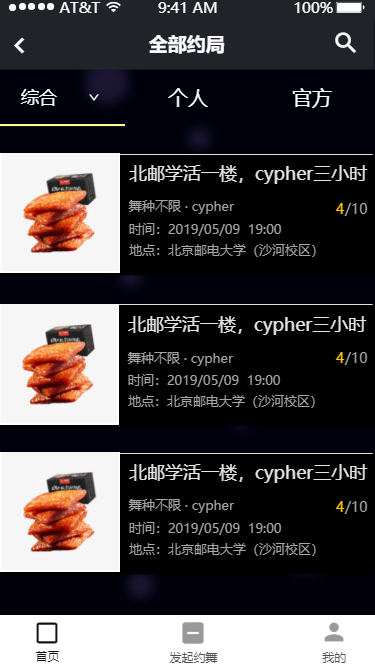 AT&T 9:41 AM 100%
全部约局
综合 个人 官方
北邮学活一楼，cypher三小时
舞种不限 · cypher 4/10
时间：2019/05/09 19:00
地点：北京邮电大学（沙河校区）
北邮学活一楼，cypher三小时
舞种不限 · cypher 4/10
时间：2019/05/09 19:00
地点：北京邮电大学（沙河校区）
北邮学活一楼，cypher三小时
舞种不限 · cypher 4/10
时间：2019/05/09 19:00
地点：北京邮电大学（沙河校区）
首页 发起约舞 我的